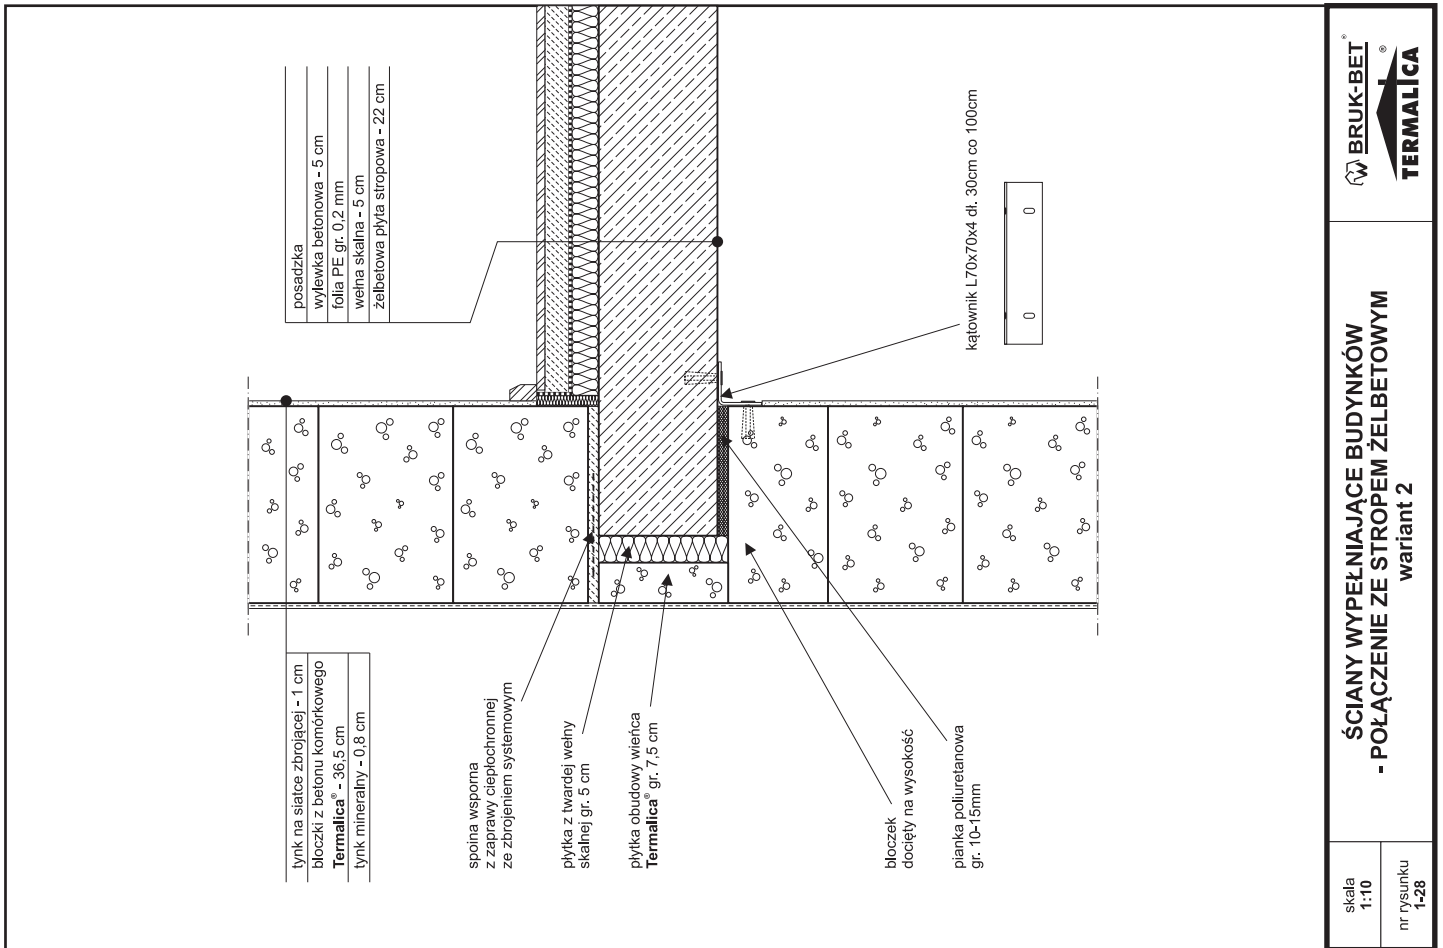 posadzka
wylewka betonowa - 5 cm
folia PE gr. 0,2 mm
wełna skalna - 5 cm
żelbetowa płyta stropowa - 22 cm
kątownik L70x70x4 dł. 30cm co 100cm
tynk na siatce zbrojącej - 1 cm
bloczki z betonu komórkowego
Termalica® - 36,5 cm
tynk mineralny - 0,8 cm
spoina wsporna
z zaprawy ciepłochronnej
ze zbrojeniem systemowym
płytka z twardej wełny
skalnej gr. 5 cm
płytka obudowy wieńca
Termalica® gr. 7,5 cm
bloczek
docięty na wysokość
pianka poliuretanowa
gr. 10-15mm
skala
1:10
nr rysunku
1-28
ŚCIANY WYPEŁNIAJĄCE BUDYNKÓW
- POŁĄCZENIE ZE STROPEM ŻELBETOWYM
wariant 2
BRUK-BET®
TERMALICA®